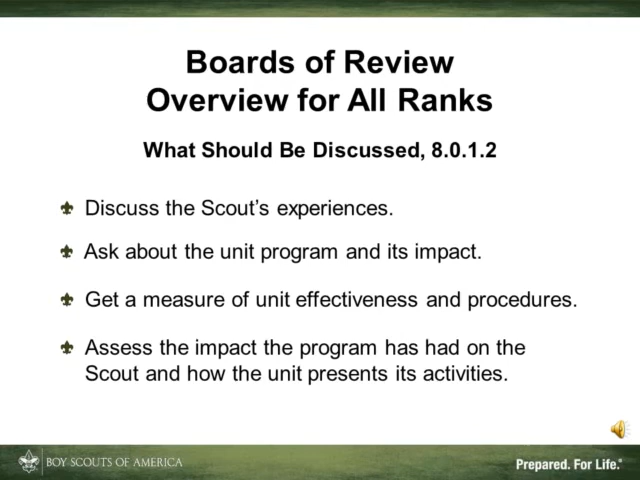 Boards of Review
Overview for All Ranks
What Should Be Discussed, 8.0.1.2
Discuss the Scout’s experiences.
Ask about the unit program and its impact.
Get a measure of unit effectiveness and procedures.
Assess the impact the program has had on the
Scout and how the unit presents its activities.
BOY SCOUTS OF AMERICA
Prepared. For Life.®